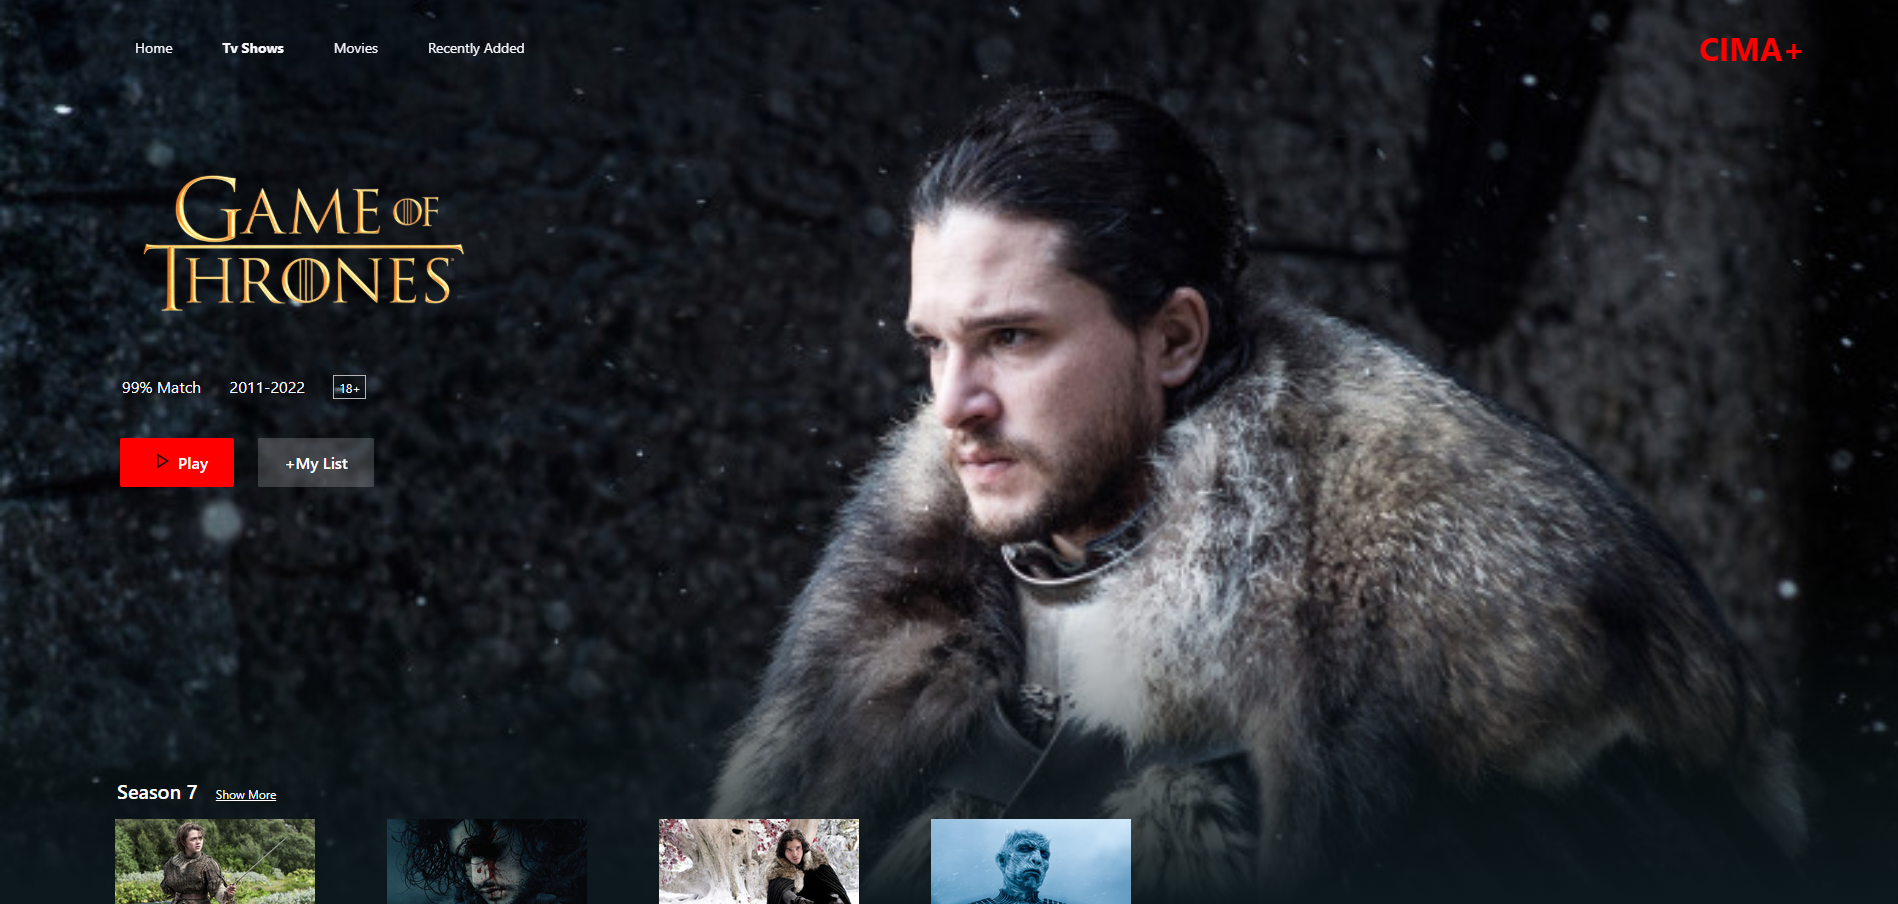 Home Tv Shows Movies Recently Added CIMA+
GAME OF
THRONES
99% Match 2011-2022 18+
Play +My List
Season 7 Show More